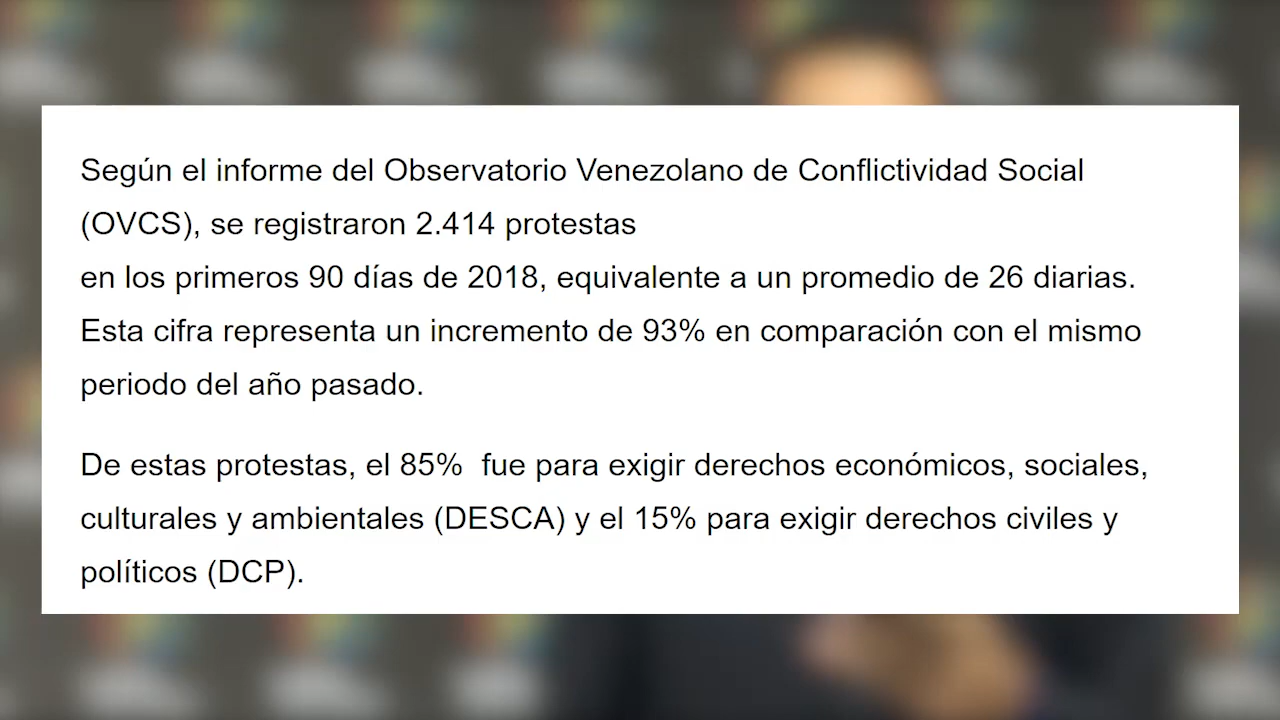 Según el informe del Observatorio Venezolano de Conflictividad Social
(OVCS), se registraron 2.414 protestas
en los primeros 90 días de 2018, equivalente a un promedio de 26 diarias.
Esta cifra representa un incremento de 93% en comparación con el mismo
periodo del año pasado.
De estas protestas, el 85%  fue para exigir derechos económicos, sociales,
culturales y ambientales (DESCA) y el 15% para exigir derechos civiles y
políticos (DCP).